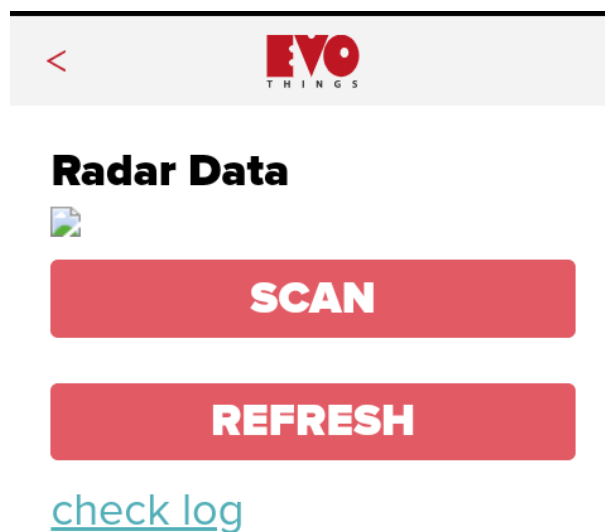 <
EVO
THINGS
Radar Data
SCAN
REFRESH
check log